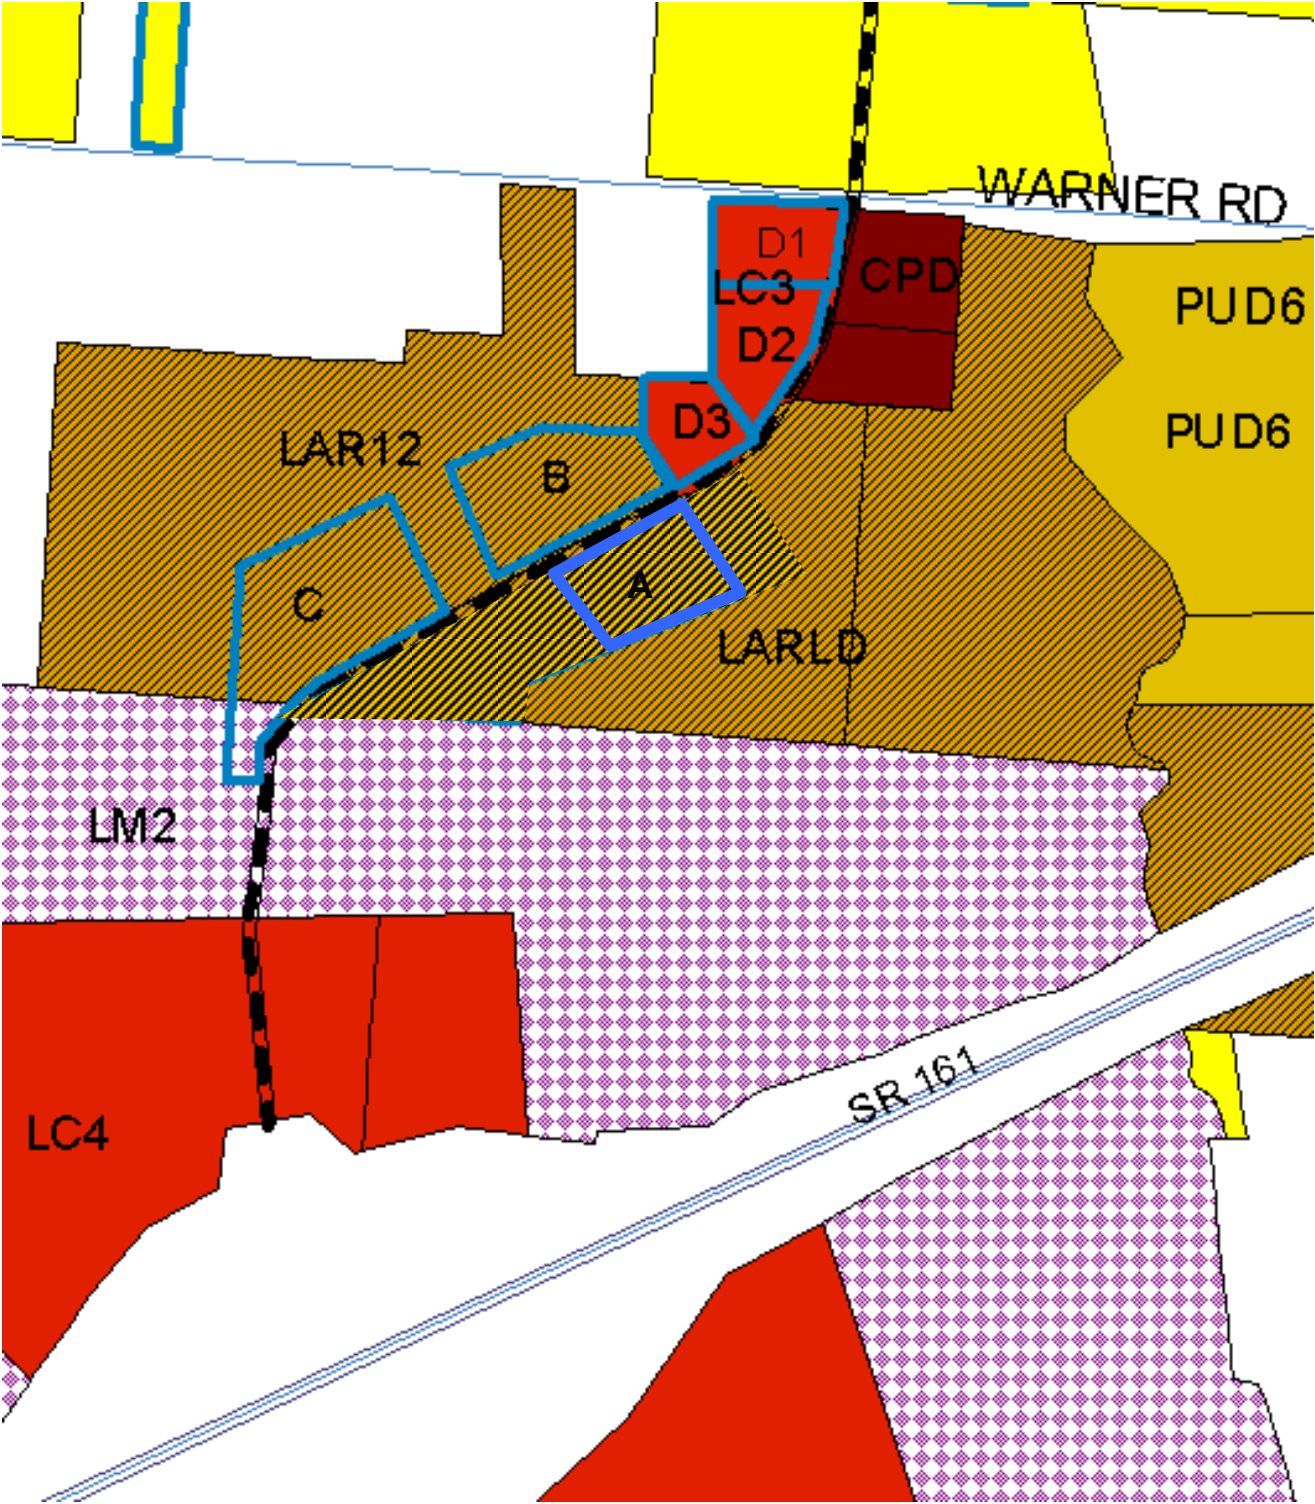 WARNER RD
D1
CPD
LC3
PUD6
D2
D3
PUD6
LAR12
B
A
C
LARLD
LM2
SR 161
LC4